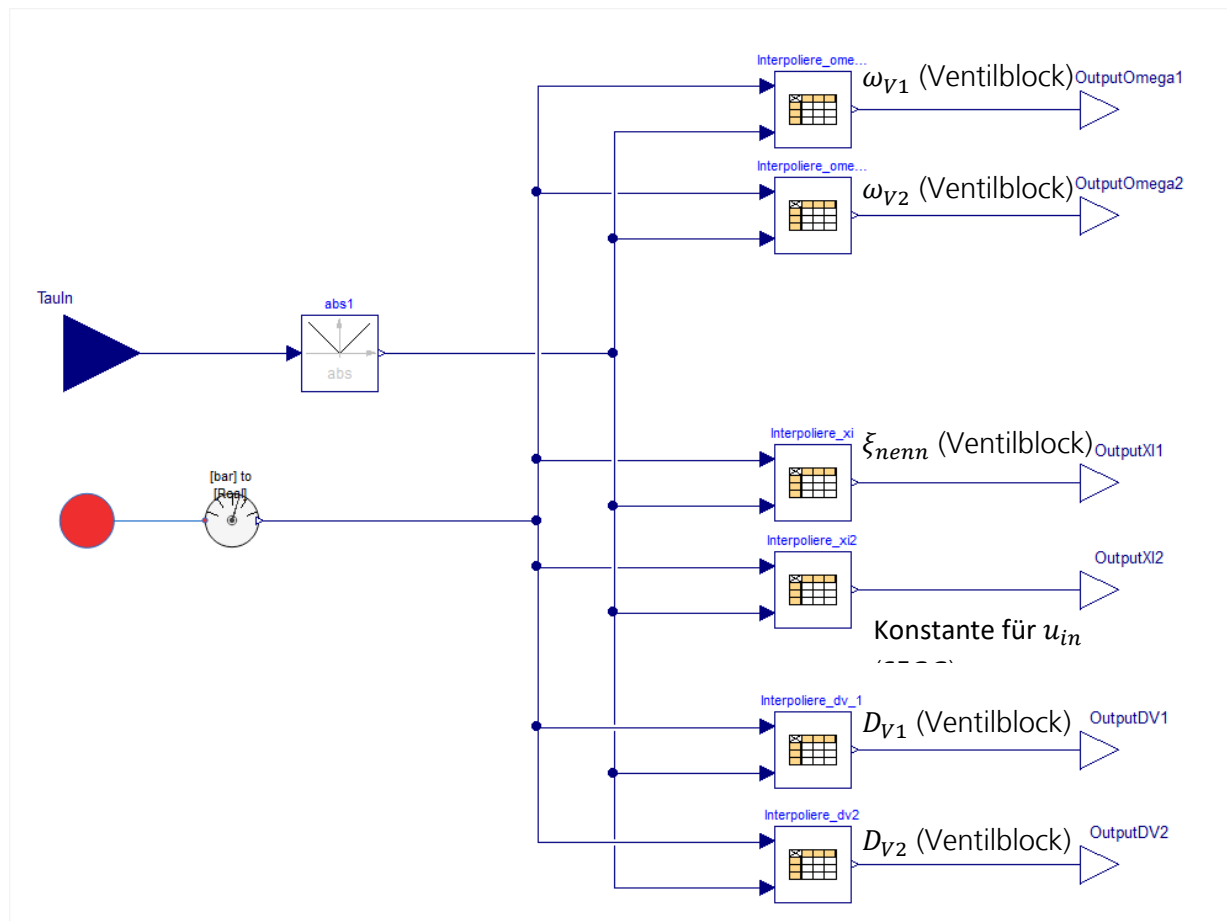 Interpoliere_ome...
ω_V1 (Ventilblock)
OutputOmega1
Interpoliere_ome...
ω_V2 (Ventilblock)
OutputOmega2
TauIn
abs1
abs
Interpoliere_xi
ξ_nenn (Ventilblock)
OutputXI1
[bar] to
[Real]
Interpoliere_xi2
OutputXI2
Konstante für u_in
Interpoliere_dv_1
D_V1 (Ventilblock)
OutputDV1
Interpoliere_dv2
D_V2 (Ventilblock)
OutputDV2